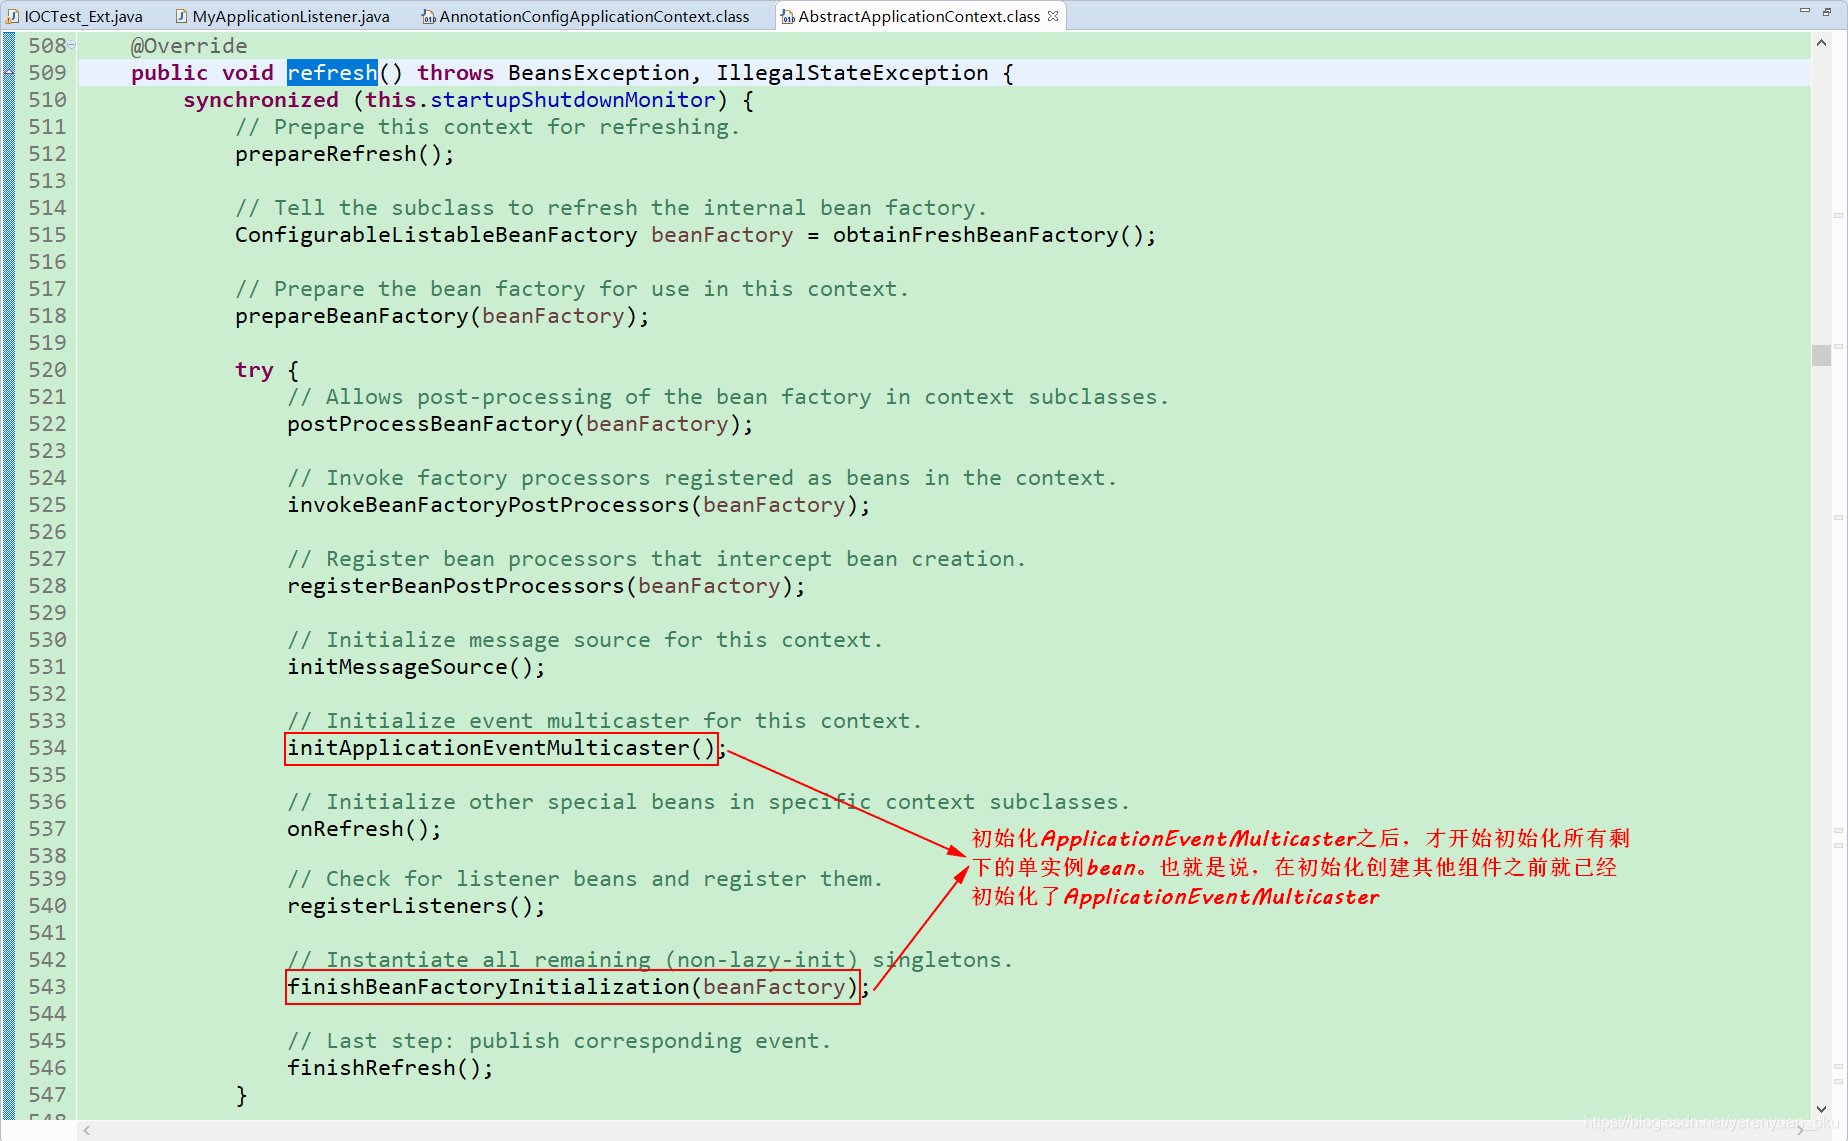 IOCTest_Ext.java MyApplicationListener.java AnnotationConfigApplicationContext.class AbstractApplicationContext.class
508 @Override
509 public void refresh() throws BeansException, IllegalStateException {
510 synchronized (this.startupShutdownMonitor) {
511 // Prepare this context for refreshing.
512 prepareRefresh();
513
514 // Tell the subclass to refresh the internal bean factory.
515 ConfigurableListableBeanFactory beanFactory = obtainFreshBeanFactory();
516
517 // Prepare the bean factory for use in this context.
518 prepareBeanFactory(beanFactory);
519
520 try {
521 // Allows post-processing of the bean factory in context subclasses.
522 postProcessBeanFactory(beanFactory);
523
524 // Invoke factory processors registered as beans in the context.
525 invokeBeanFactoryPostProcessors(beanFactory);
526
527 // Register bean processors that intercept bean creation.
528 registerBeanPostProcessors(beanFactory);
529
530 // Initialize message source for this context.
531 initMessageSource();
532
533 // Initialize event multicaster for this context.
534 initApplicationEventMulticaster();
535
536 // Initialize other special beans in specific context subclasses.
537 onRefresh();
初始化ApplicationEventMulticaster之后，才开始初始化所有剩
下的单实例bean。也就是说，在初始化创建其他组件之前就已经
初始化了ApplicationEventMulticaster
538
539 // Check for listener beans and register them.
540 registerListeners();
541
542 // Instantiate all remaining (non-lazy-init) singletons.
543 finishBeanFactoryInitialization(beanFactory);
544
545 // Last step: publish corresponding event.
546 finishRefresh();
547 }
https://blog.csdn.net/yerenyuan_pku